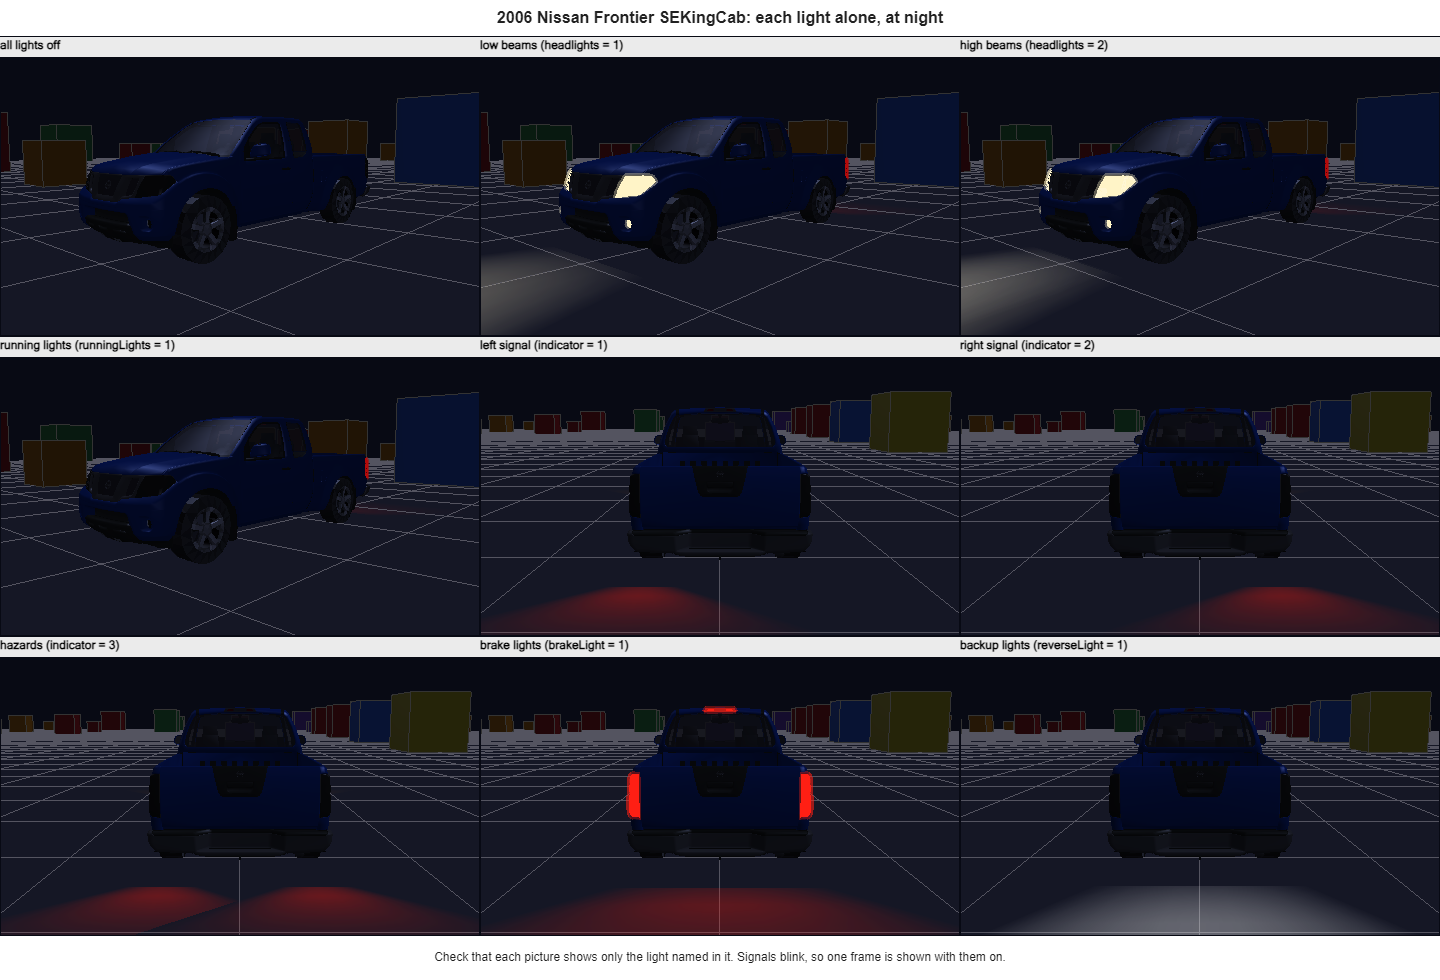 2006 Nissan Frontier SEKingCab: each light alone, at night
all lights off
low beams (headlights = 1)
high beams (headlights = 2)
running lights (runningLights = 1)
left signal (indicator = 1)
right signal (indicator = 2)
hazards (indicator = 3)
brake lights (brakeLight = 1)
backup lights (reverseLight = 1)
Check that each picture shows only the light named in it. Signals blink, so one frame is shown with them on.